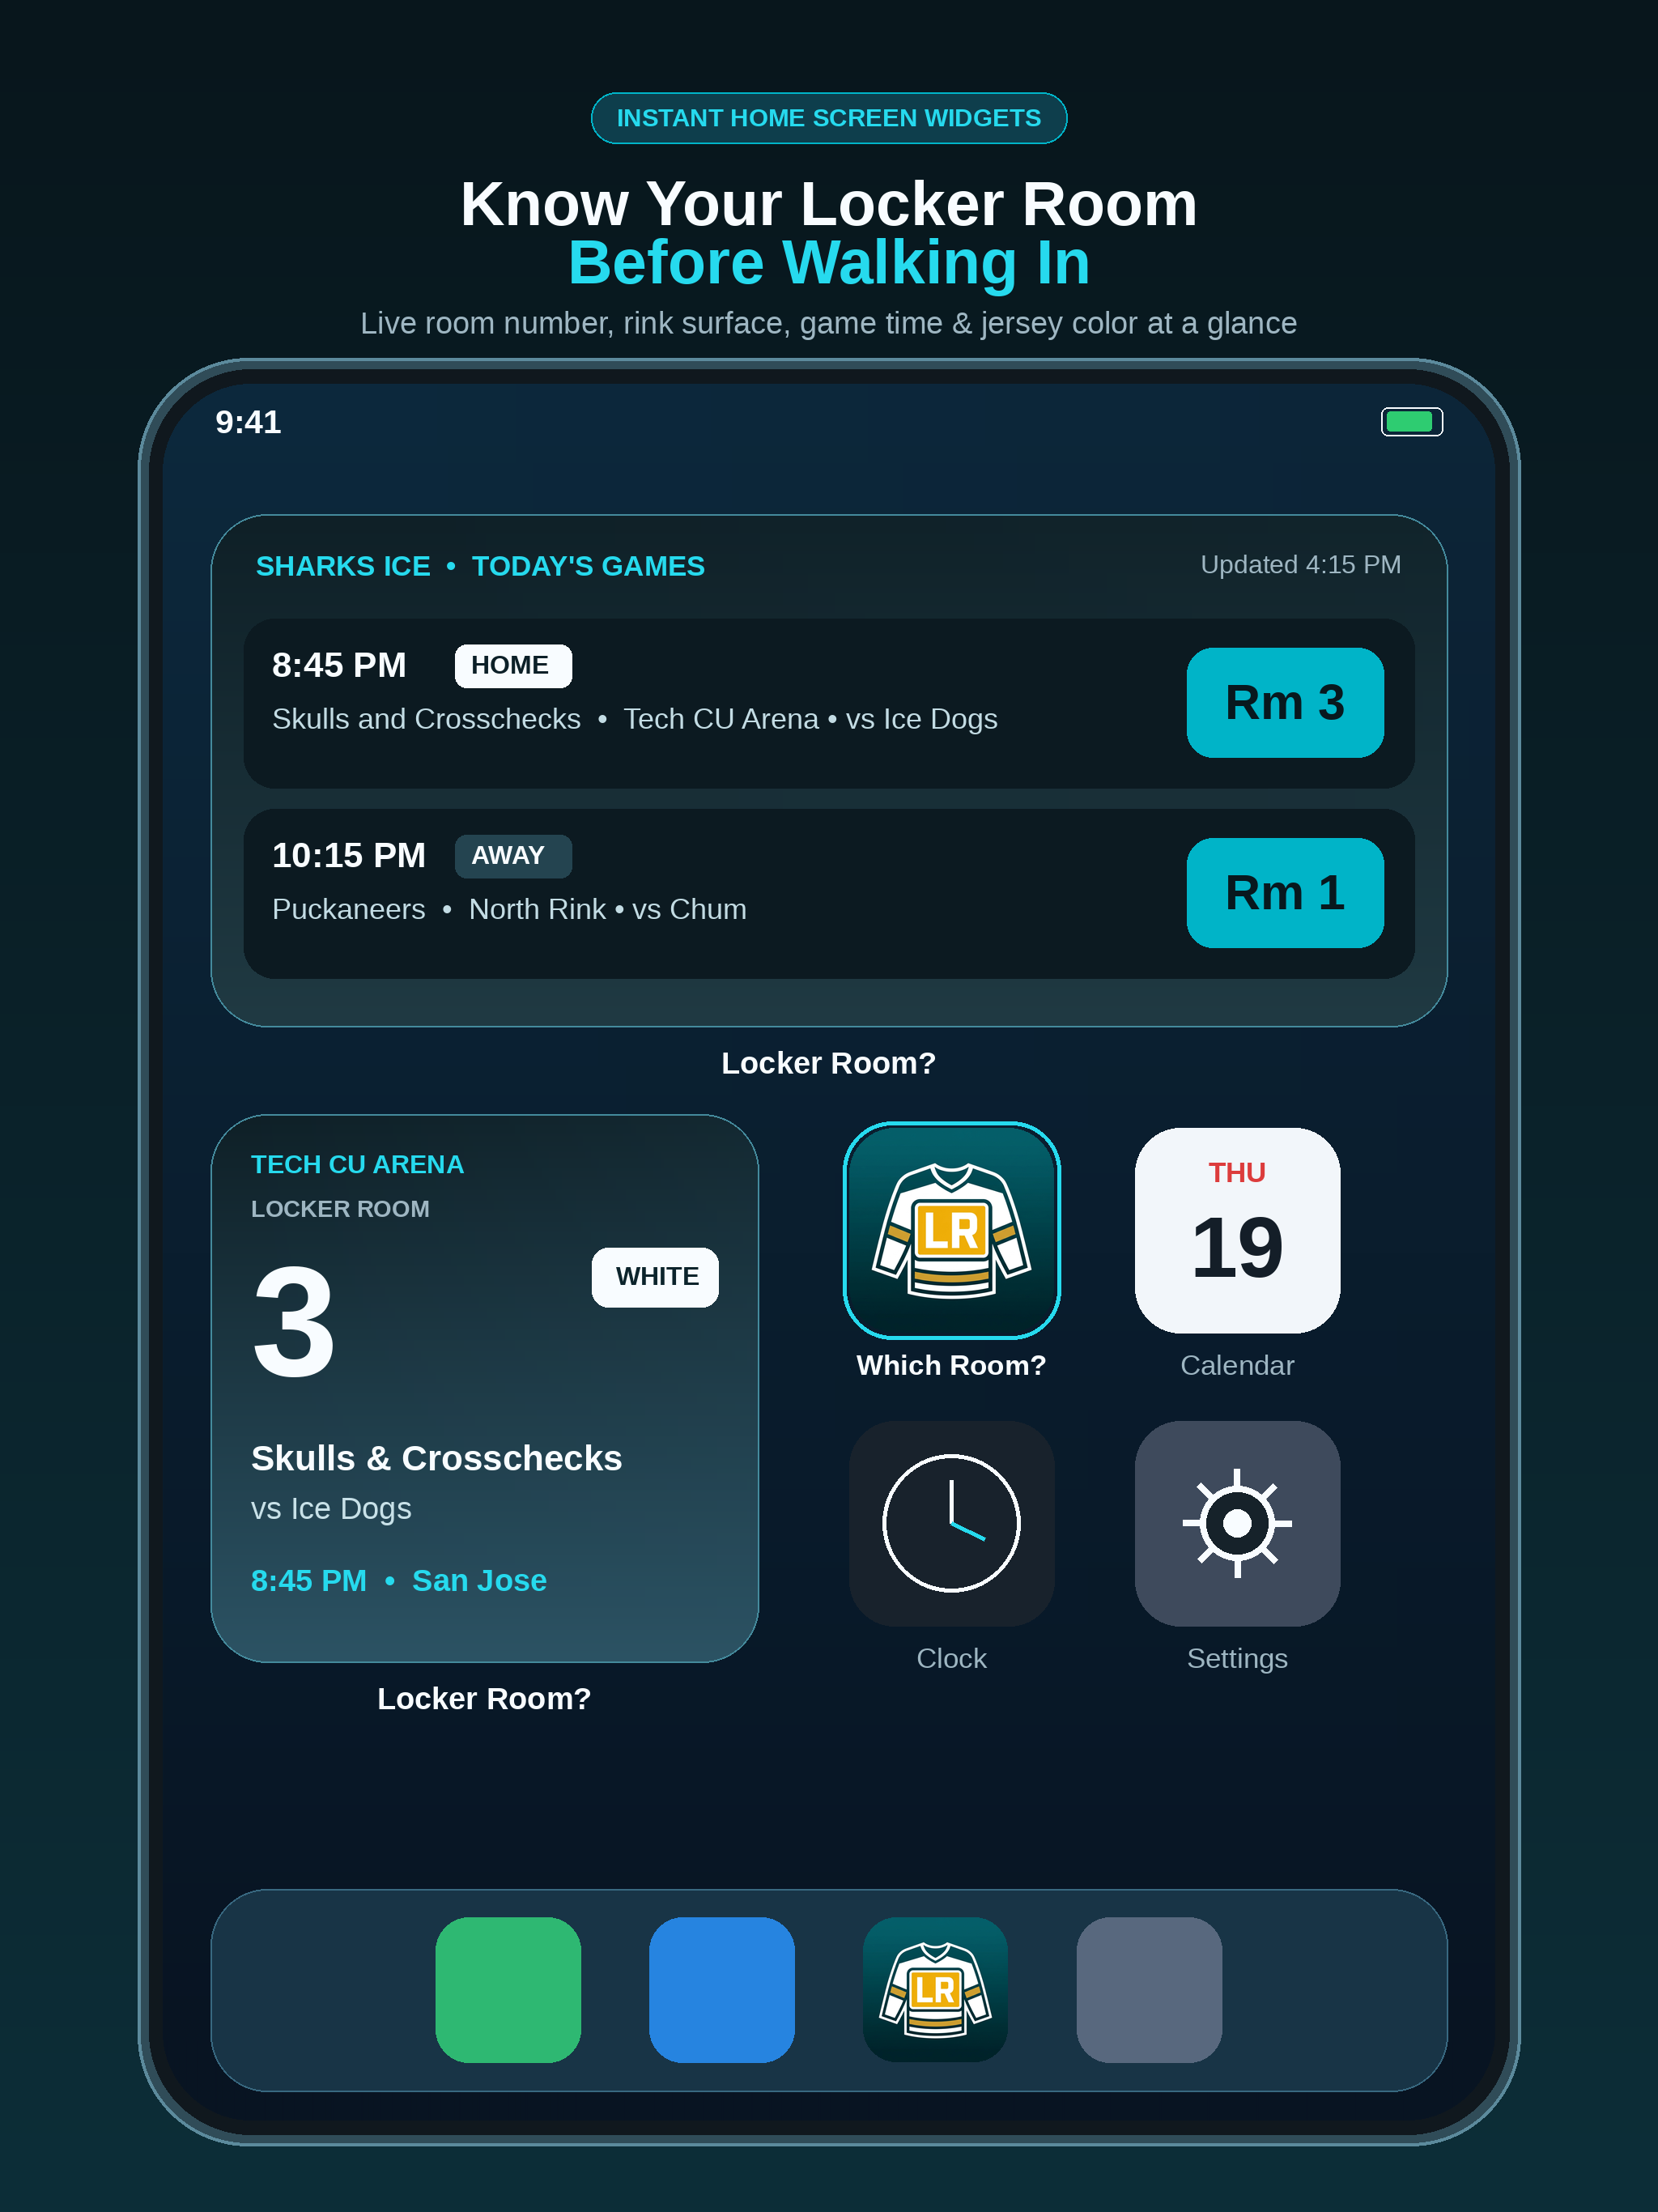 INSTANT HOME SCREEN WIDGETS
Know Your Locker Room
Before Walking In
Live room number, rink surface, game time & jersey color at a glance
9:41
SHARKS ICE • TODAY'S GAMES
Updated 4:15 PM
8:45 PM HOME
Skulls and Crosschecks • Tech CU Arena • vs Ice Dogs
Rm 3
10:15 PM AWAY
Puckaneers • North Rink • vs Chum
Rm 1
Locker Room?
TECH CU ARENA
LOCKER ROOM
3
WHITE
Skulls & Crosschecks
vs Ice Dogs
8:45 PM • San Jose
Locker Room?
LR
Which Room?
THU
19
Calendar
Clock
Settings
LR